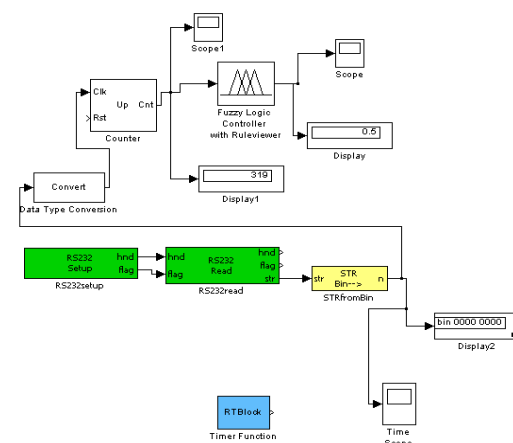 Scope1
Scope
Clk
Up
Cnt
Rst
Counter
Fuzzy Logic
Controller
with Ruleviewer
0.5
Display
319
Display1
Convert
Data Type Conversion
RS232
Setup
hnd
flag
RS232setup
hnd
flag
RS232
Read
hnd
flag
str
RS232read
str
STR
Bin-->
n
STRfromBin
bin 0000 0000
Display2
Time
Scope
RTBlock
Timer Function